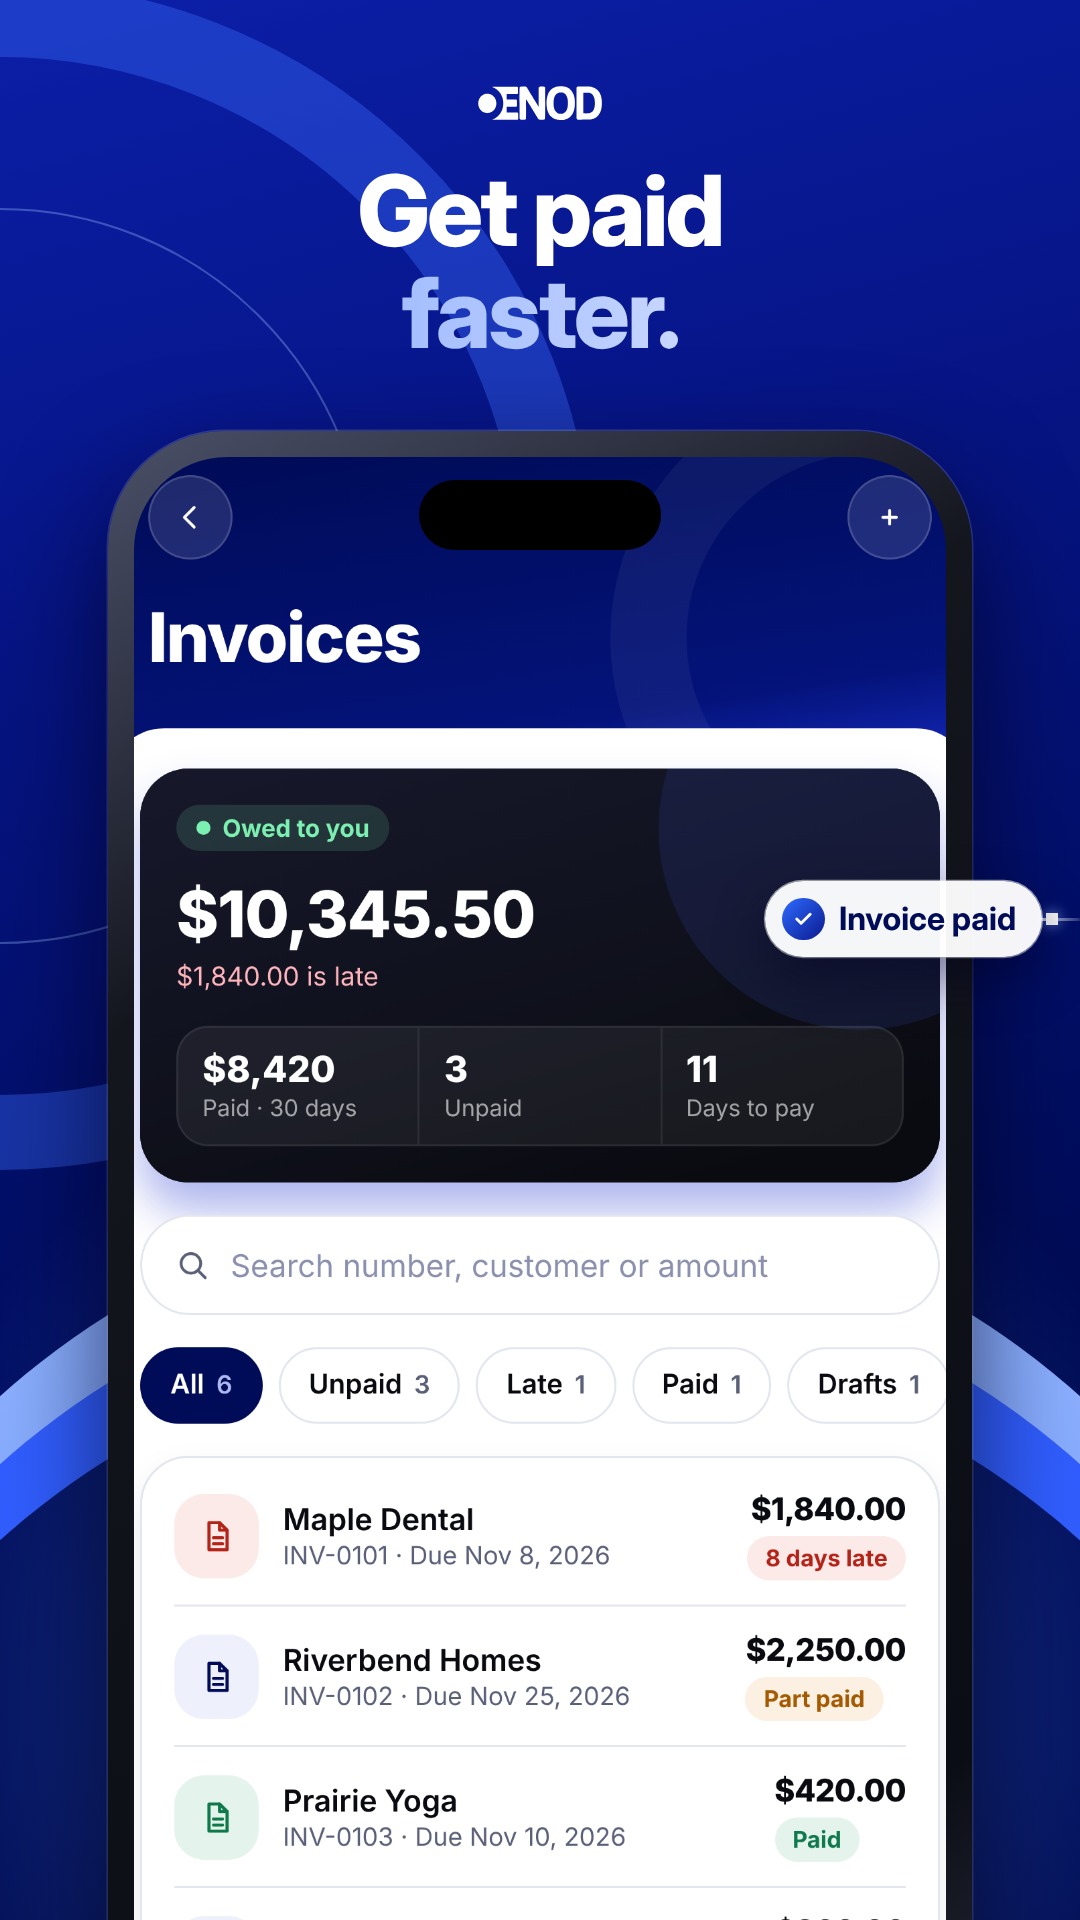 ENOD
Get paid
faster.
Invoices
Owed to you
$10,345.50
Invoice paid
$1,840.00 is late
$8,420
Paid · 30 days
3
Unpaid
11
Days to pay
Search number, customer or amount
All 6
Unpaid 3
Late 1
Paid 1
Drafts 1
Maple Dental
INV-0101 · Due Nov 8, 2026
$1,840.00
8 days late
Riverbend Homes
INV-0102 · Due Nov 25, 2026
$2,250.00
Part paid
Prairie Yoga
INV-0103 · Due Nov 10, 2026
$420.00
Paid